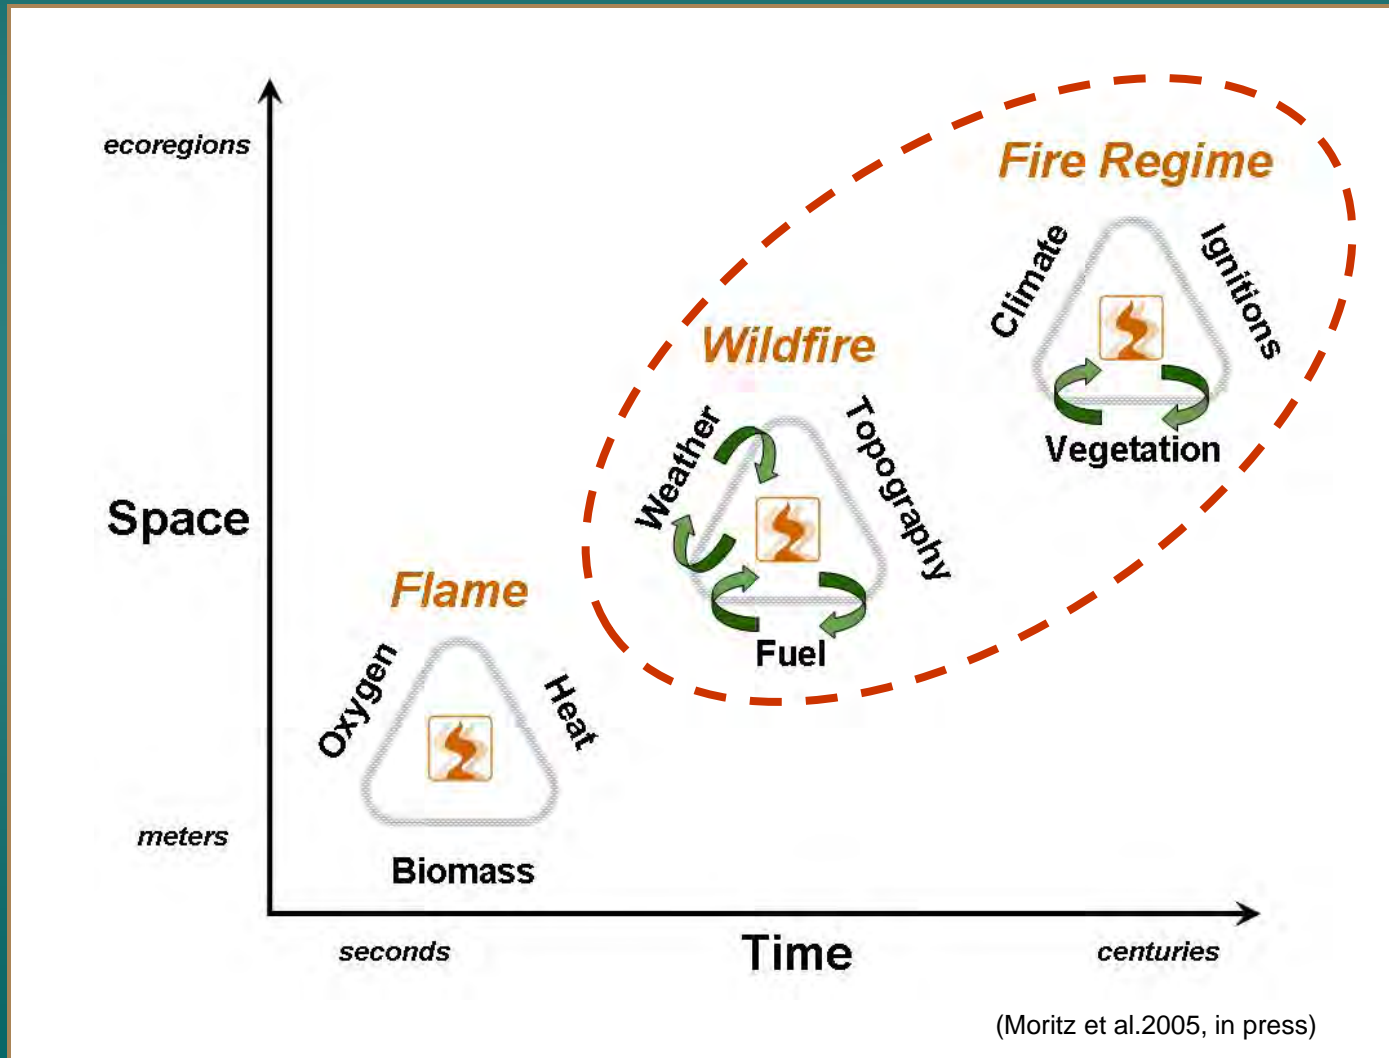 ecoregions
Fire Regime
Climate
Ignitions
Vegetation
Wildfire
Weather
Topography
Fuel
Space
Flame
Oxygen
Heat
Biomass
meters
seconds
Time
centuries
(Moritz et al.2005, in press)